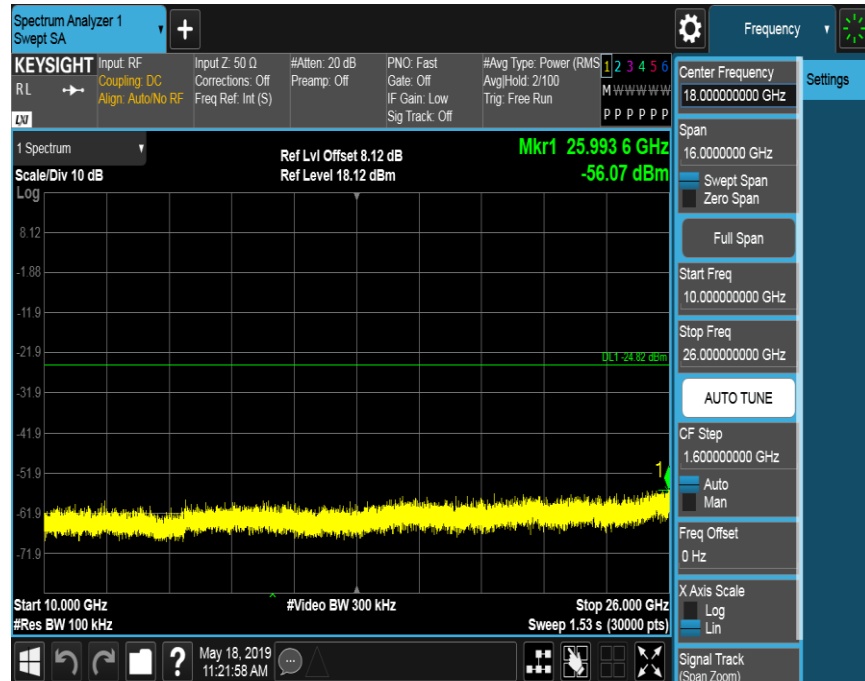 Spectrum Analyzer 1
Swept SA
+
Frequency
KEYSIGHT
RL
LXI
Input: RF
Coupling: DC
Align: Auto/No RF
Input Z: 50 Ω
Corrections: Off
Freq Ref: Int (S)
#Atten: 20 dB
Preamp: Off
PNO: Fast
Gate: Off
IF Gain: Low
Sig Track: Off
#Avg Type: Power (RMS
Avg|Hold: 2/100
Trig: Free Run
1 2 3 4 5 6
M W W W W W
P P P P P P
1 Spectrum
Scale/Div 10 dB
Log
Ref Lvl Offset 8.12 dB
Ref Level 18.12 dBm
Mkr1 25.993 6 GHz
-56.07 dBm
8.12
-1.88
-11.9
-21.9
DL1 -24.82 dBm
-31.9
-41.9
-51.9
1
-61.9
-71.9
Start 10.000 GHz
#Res BW 100 kHz
#Video BW 300 kHz
Stop 26.000 GHz
Sweep 1.53 s (30000 pts)
?
May 18, 2019
11:21:58 AM
Center Frequency
18.000000000 GHz
Settings
Span
16.0000000 GHz
Swept Span
Zero Span
Full Span
Start Freq
10.000000000 GHz
Stop Freq
26.000000000 GHz
AUTO TUNE
CF Step
1.600000000 GHz
Auto
Man
Freq Offset
0 Hz
X Axis Scale
Log
Lin
Signal Track
(Span Zoom)